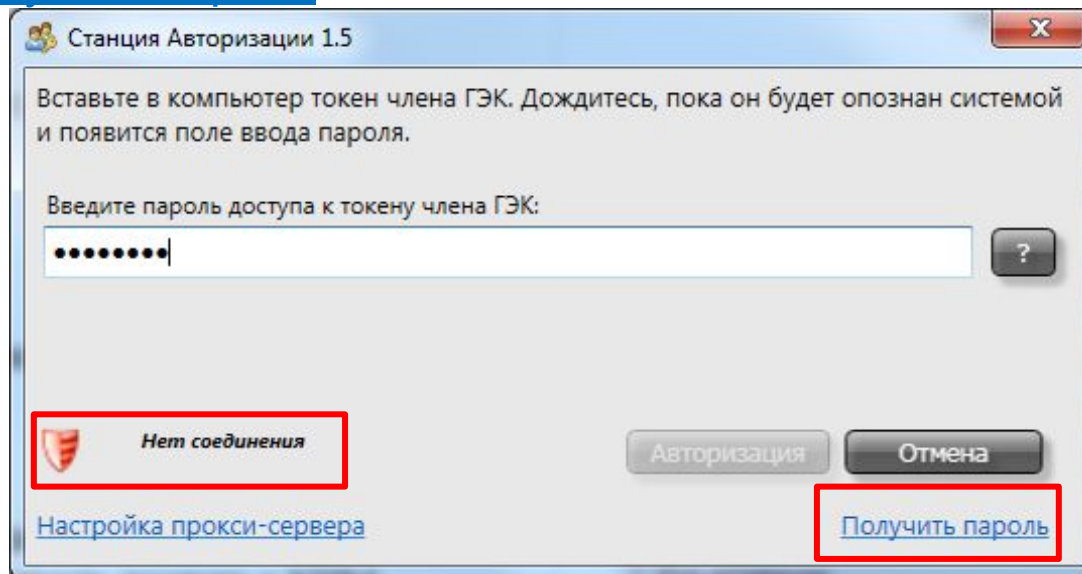 Станция Авторизации 1.5
Вставьте в компьютер токен члена ГЭК. Дождитесь, пока он будет опознан системой
и появится поле ввода пароля.
Введите пароль доступа к токену члена ГЭК:
••••••••
?
Нет соединения
Авторизация
Отмена
Настройка прокси-сервера
Получить пароль